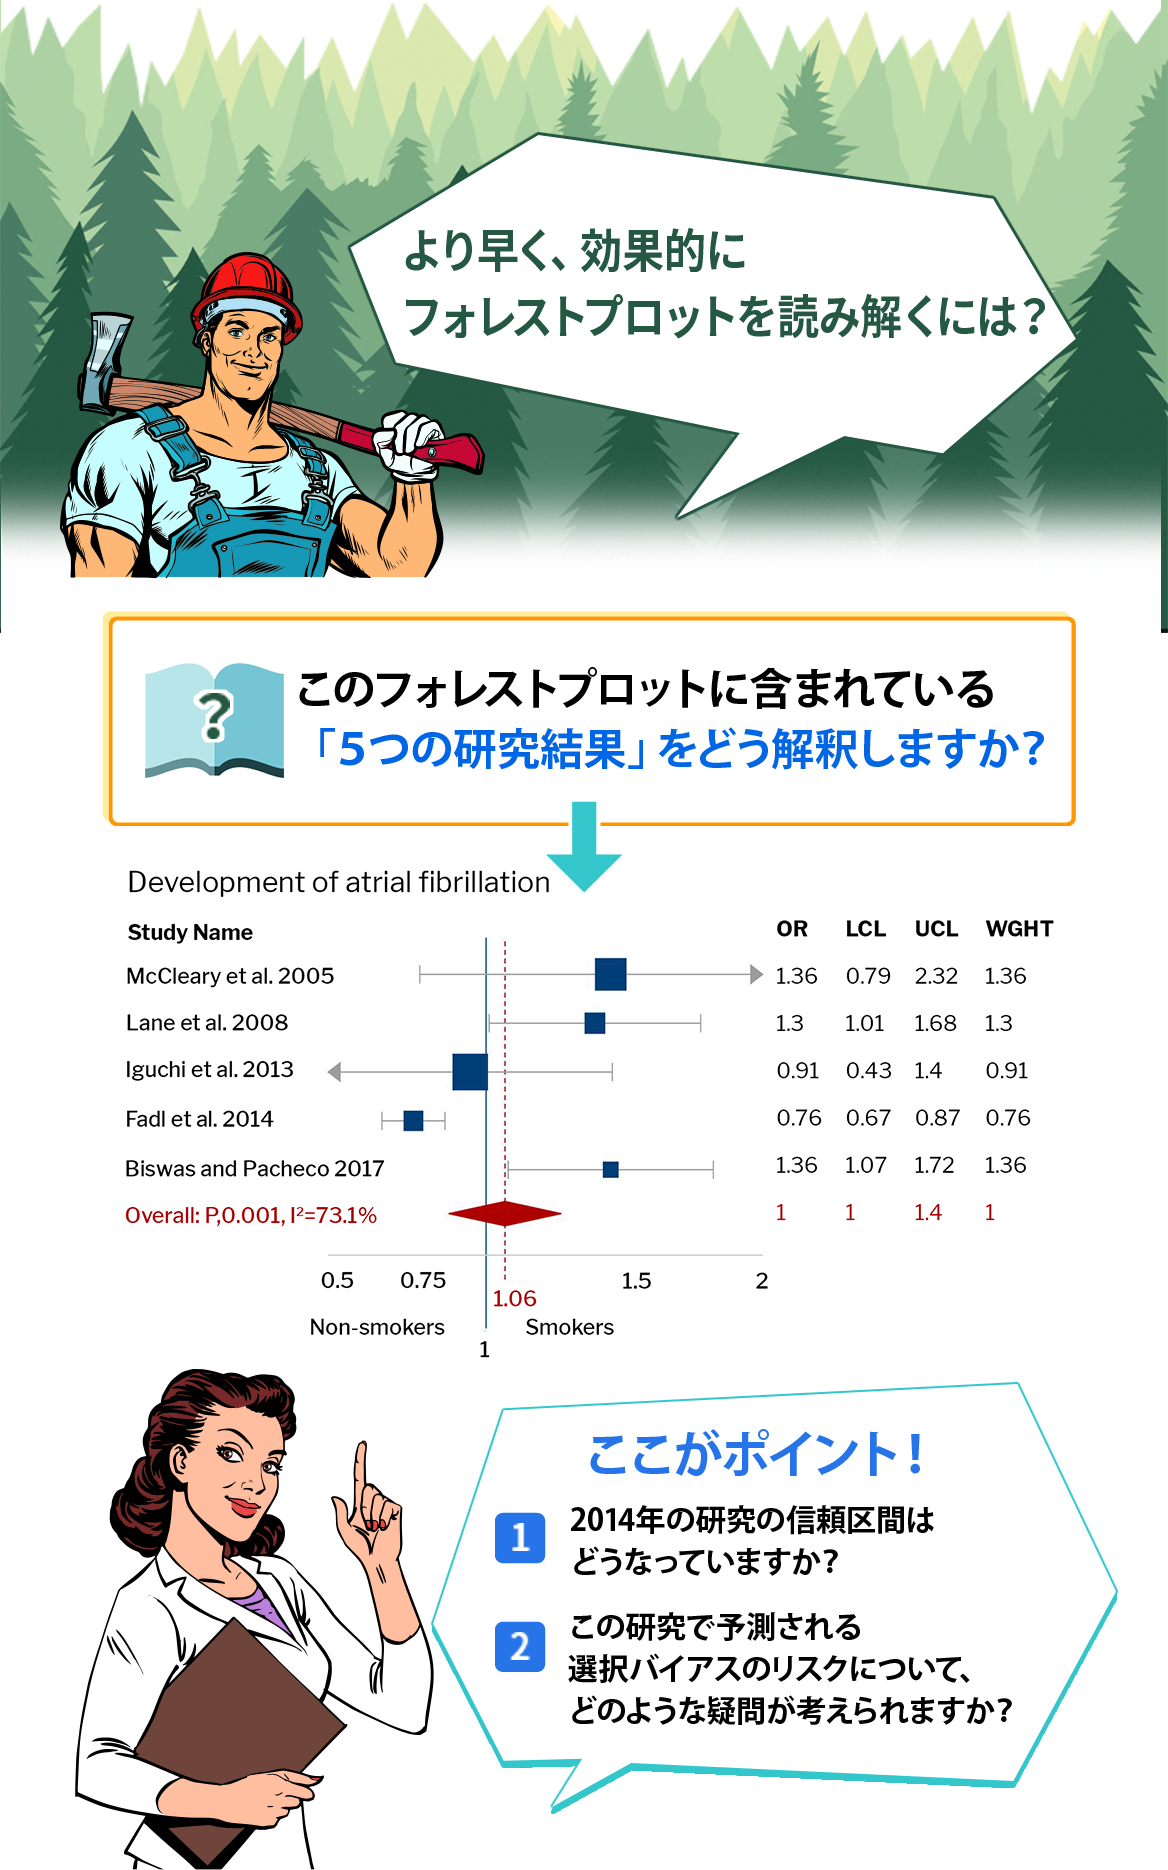 より早く、効果的に
フォレストプロットを読み解くには？
?
このフォレストプロットに含まれている
「5つの研究結果」をどう解釈しますか？
Development of atrial fibrillation
Study Name OR LCL UCL WGHT
McCleary et al. 2005 1.36 0.79 2.32 1.36
Lane et al. 2008 1.3 1.01 1.68 1.3
Iguchi et al. 2013 0.91 0.43 1.4 0.91
Fadl et al. 2014 0.76 0.67 0.87 0.76
Biswas and Pacheco 2017 1.36 1.07 1.72 1.36
Overall: P,0.001, I²=73.1% 1 1 1.4 1
0.5 0.75 1.5 2
1.06
Non-smokers Smokers
1
ここがポイント！
1 2014年の研究の信頼区間は
どうなっていますか？
2 この研究で予測される
選択バイアスのリスクについて、
どのような疑問が考えられますか？